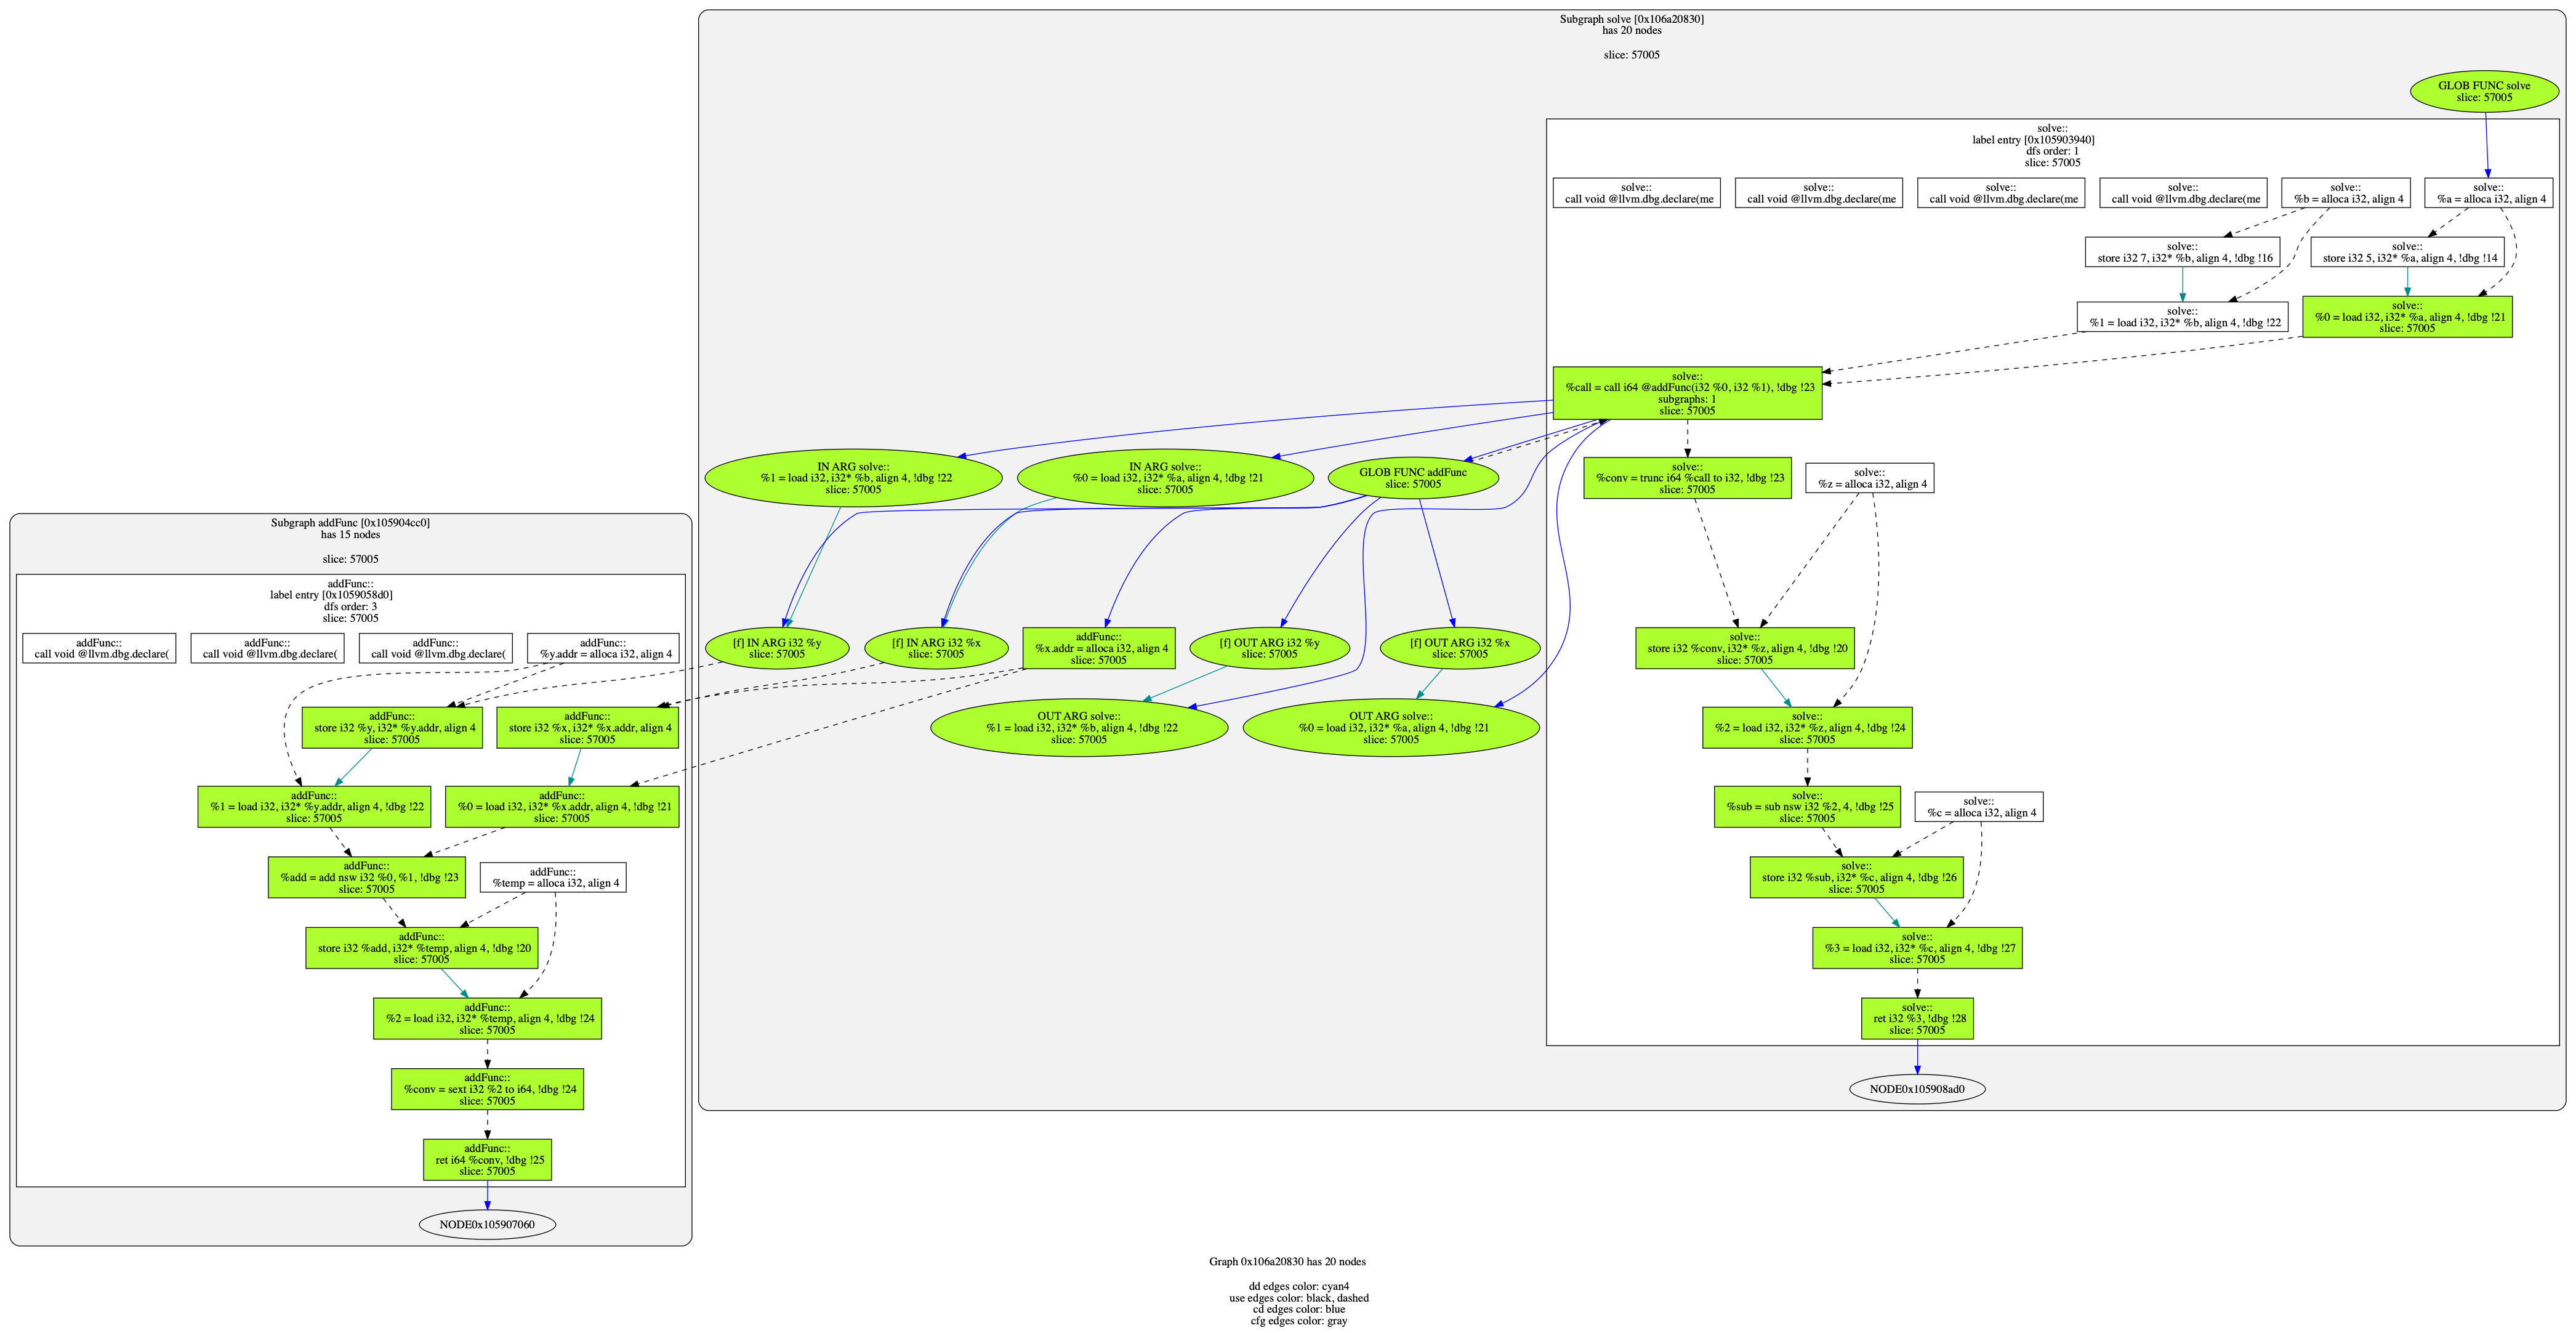 Subgraph solve [0x106a20830]
has 20 nodes
slice: 57005
GLOB FUNC solve
slice: 57005
solve::
label entry [0x105903940]
dfs order: 1
slice: 57005
solve::
call void @llvm.dbg.declare(me
solve::
call void @llvm.dbg.declare(me
solve::
call void @llvm.dbg.declare(me
solve::
call void @llvm.dbg.declare(me
solve::
%b = alloca i32, align 4
solve::
%a = alloca i32, align 4
solve::
store i32 7, i32* %b, align 4, !dbg !16
solve::
store i32 5, i32* %a, align 4, !dbg !14
solve::
%1 = load i32, i32* %b, align 4, !dbg !22
solve::
%0 = load i32, i32* %a, align 4, !dbg !21
slice: 57005
solve::
%call = call i64 @addFunc(i32 %0, i32 %1), !dbg !23
subgraphs: 1
slice: 57005
IN ARG solve::
%1 = load i32, i32* %b, align 4, !dbg !22
slice: 57005
IN ARG solve::
%0 = load i32, i32* %a, align 4, !dbg !21
slice: 57005
GLOB FUNC addFunc
slice: 57005
solve::
%conv = trunc i64 %call to i32, !dbg !23
slice: 57005
solve::
%z = alloca i32, align 4
Subgraph addFunc [0x105904cc0]
has 15 nodes
slice: 57005
addFunc::
label entry [0x1059058d0]
dfs order: 3
slice: 57005
addFunc::
call void @llvm.dbg.declare(
addFunc::
call void @llvm.dbg.declare(
addFunc::
call void @llvm.dbg.declare(
addFunc::
%y.addr = alloca i32, align 4
[f] IN ARG i32 %y
slice: 57005
[f] IN ARG i32 %x
slice: 57005
addFunc::
%x.addr = alloca i32, align 4
slice: 57005
[f] OUT ARG i32 %y
slice: 57005
[f] OUT ARG i32 %x
slice: 57005
solve::
store i32 %conv, i32* %z, align 4, !dbg !20
slice: 57005
addFunc::
store i32 %y, i32* %y.addr, align 4
slice: 57005
addFunc::
store i32 %x, i32* %x.addr, align 4
slice: 57005
OUT ARG solve::
%1 = load i32, i32* %b, align 4, !dbg !22
slice: 57005
OUT ARG solve::
%0 = load i32, i32* %a, align 4, !dbg !21
slice: 57005
solve::
%2 = load i32, i32* %z, align 4, !dbg !24
slice: 57005
addFunc::
%1 = load i32, i32* %y.addr, align 4, !dbg !22
slice: 57005
addFunc::
%0 = load i32, i32* %x.addr, align 4, !dbg !21
slice: 57005
solve::
%sub = sub nsw i32 %2, 4, !dbg !25
slice: 57005
solve::
%c = alloca i32, align 4
addFunc::
%add = add nsw i32 %0, %1, !dbg !23
slice: 57005
addFunc::
%temp = alloca i32, align 4
solve::
store i32 %sub, i32* %c, align 4, !dbg !26
slice: 57005
addFunc::
store i32 %add, i32* %temp, align 4, !dbg !20
slice: 57005
solve::
%3 = load i32, i32* %c, align 4, !dbg !27
slice: 57005
addFunc::
%2 = load i32, i32* %temp, align 4, !dbg !24
slice: 57005
solve::
ret i32 %3, !dbg !28
slice: 57005
addFunc::
%conv = sext i32 %2 to i64, !dbg !24
slice: 57005
NODE0x105908ad0
addFunc::
ret i64 %conv, !dbg !25
slice: 57005
NODE0x105907060
Graph 0x106a20830 has 20 nodes
dd edges color: cyan4
use edges color: black, dashed
cd edges color: blue
cfg edges color: gray